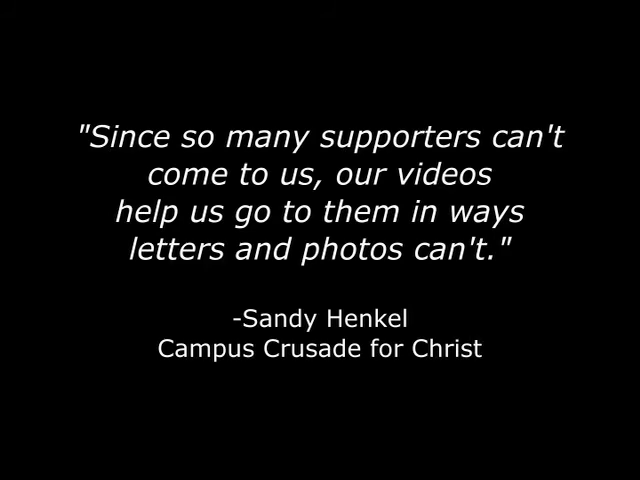 "Since so many supporters can't
come to us, our videos
help us go to them in ways
letters and photos can't."
-Sandy Henkel
Campus Crusade for Christ